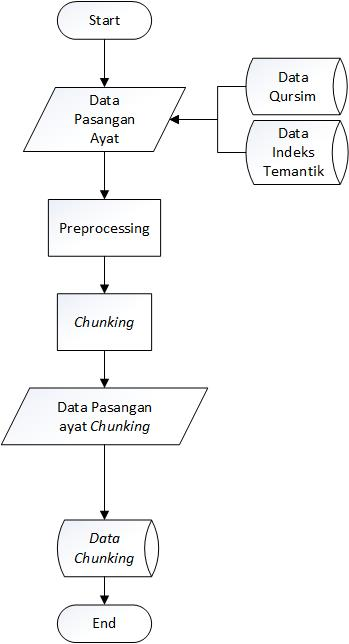 Start
Data
Pasangan
Ayat
Data
Qursim
Data
Indeks
Temantik
Preprocessing
Chunking
Data Pasangan
ayat Chunking
Data
Chunking
End